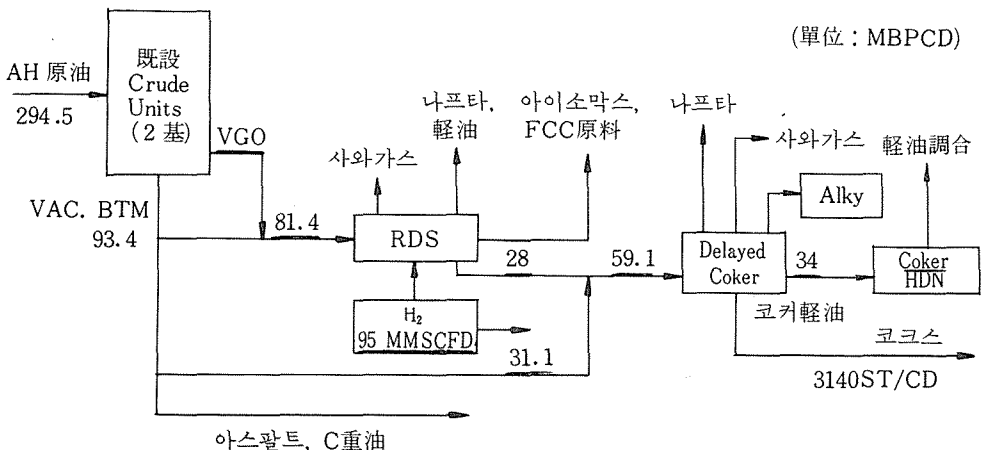 (單位 : MBPCD)
既設
Crude
Units
(2 基)
AH 原油
294.5
VGO
VAC. BTM
93.4
81.4
사와가스
나프타,
軽油
아이소막스,
FCC原料
RDS
28
59.1
H₂
95 MMSCFD
31.1
아스팔트, C重油
나프타
사와가스
軽油調合
Alky
Delayed
Coker
34
Coker
HDN
코커軽油
코크스
3140ST/CD